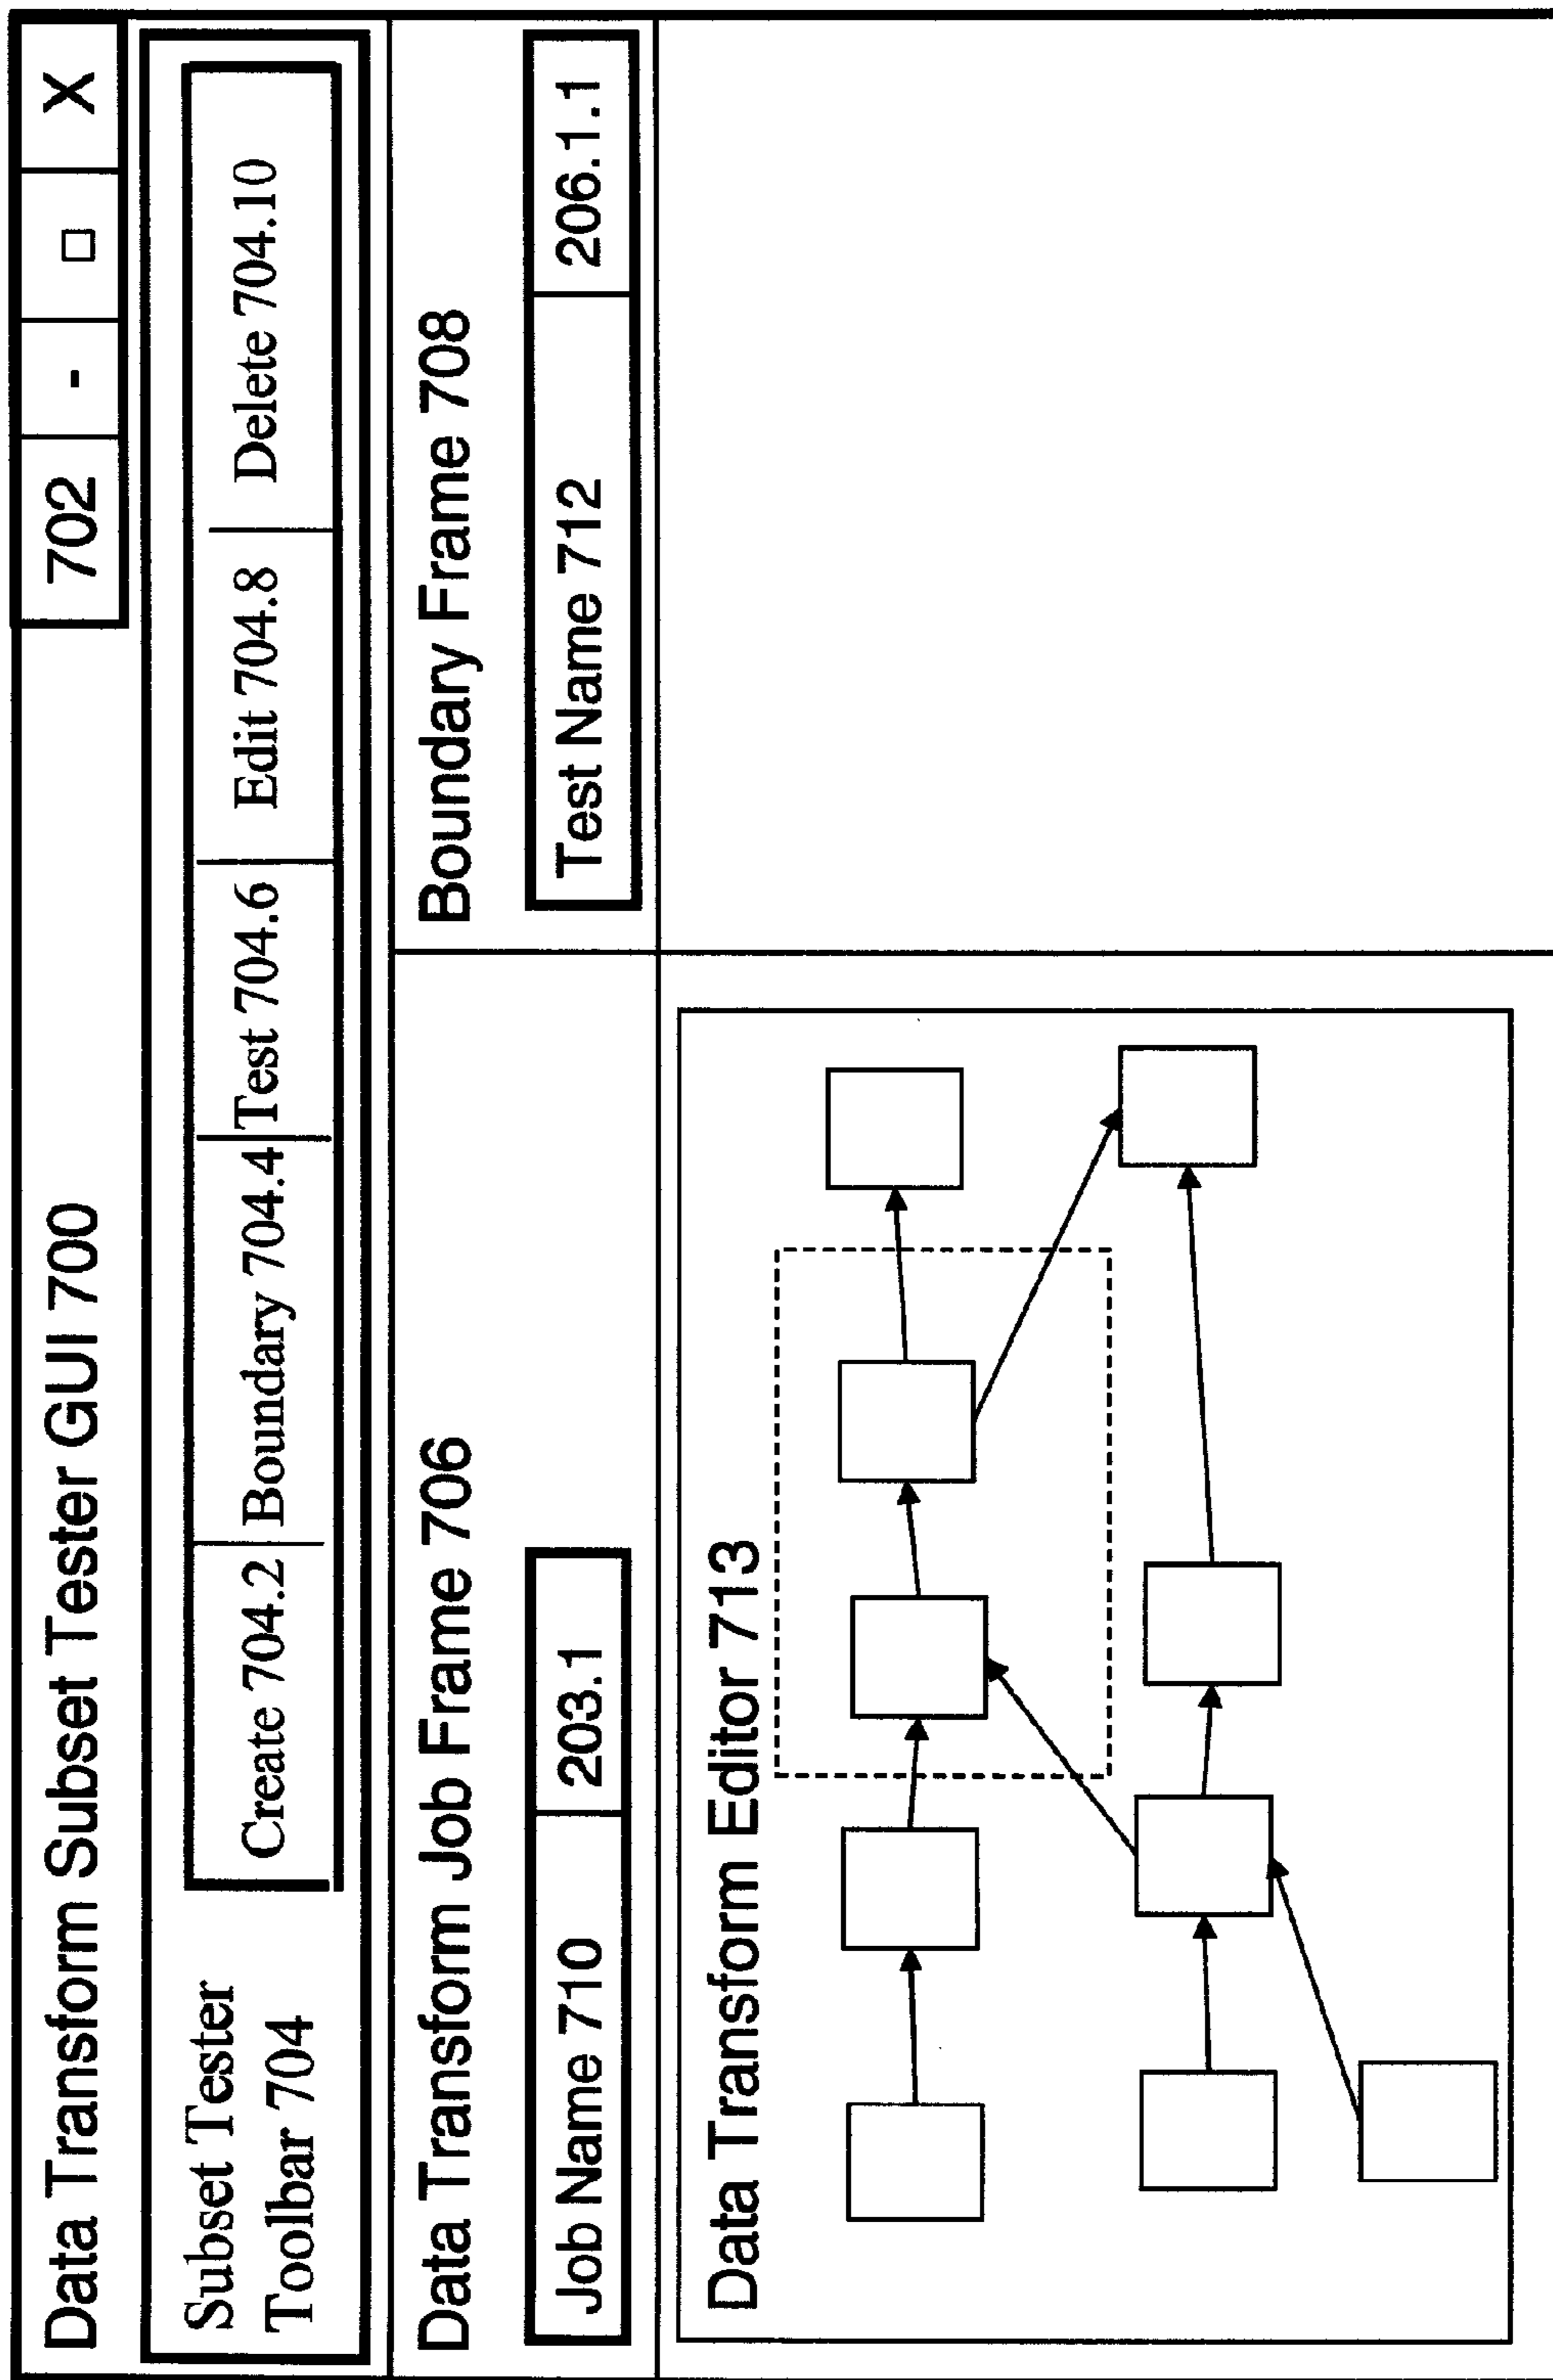 Data Transform Subset Tester GUI 700
702
-
X
Subset Tester
Toolbar 704
Create 704.2
Boundary 704.4
Test 704.6
Edit 704.8
Delete 704.10
Data Transform Job Frame 706
Boundary Frame 708
Job Name 710
203.1
Test Name 712
206.1.1
Data Transform Editor 713